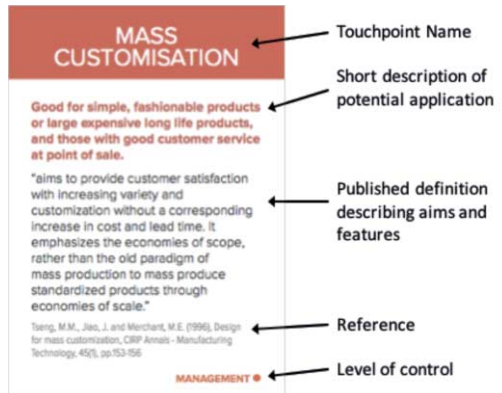 MASS
CUSTOMISATION
Touchpoint Name
Good for simple, fashionable products
or large expensive long life products,
and those with good customer service
at point of sale.
Short description of
potential application
"aims to provide customer satisfaction
with increasing variety and
customization without a corresponding
increase in cost and lead time. It
emphasizes the economies of scope,
rather than the old paradigm of
mass production to mass produce
standardized products through
economies of scale."
Published definition
describing aims and
features
Tseng, M.M., Jiao, J. and Merchant, M.E. (1996), Design
for mass customization, CIRP Annals - Manufacturing
Technology, 45(1), pp.153-156
Reference
MANAGEMENT
Level of control